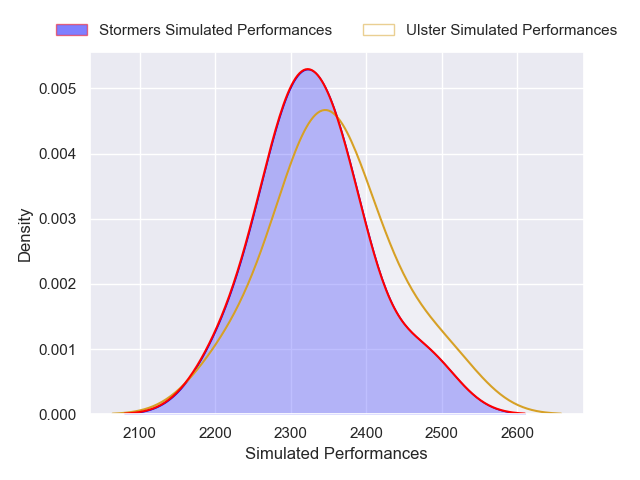 Stormers Simulated Performances
Ulster Simulated Performances
0.005
0.004
0.003
0.002
0.001
0.000
Density
2100 2200 2300 2400 2500 2600
Simulated Performances